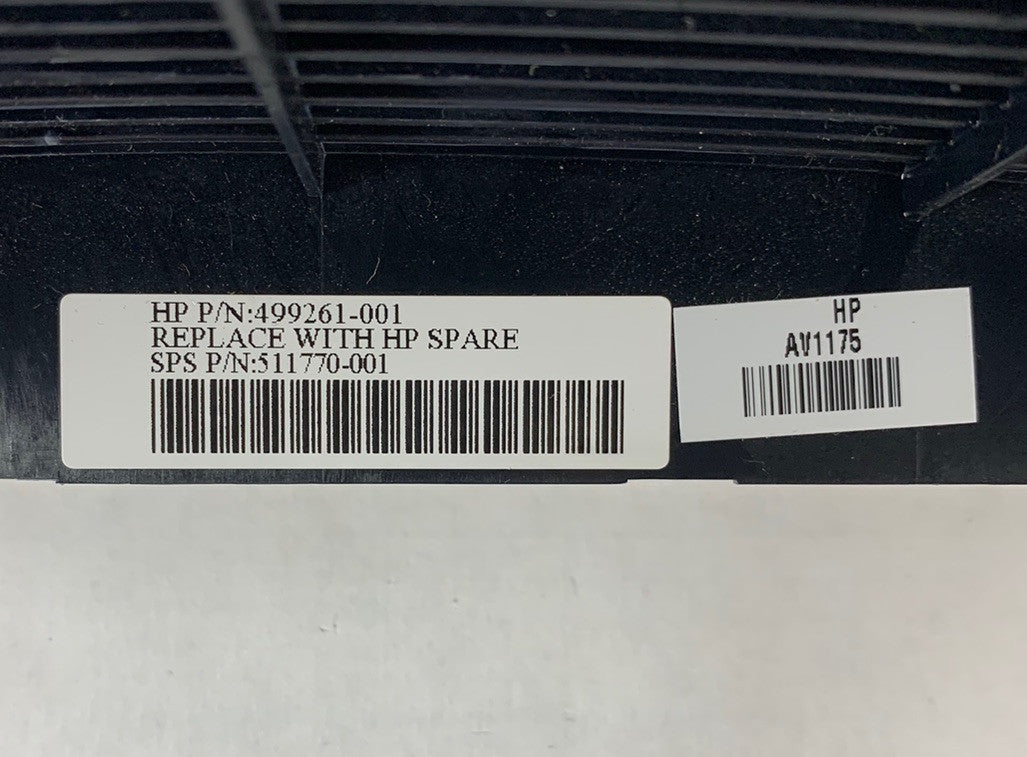 HP P/N:499261-001
REPLACE WITH HP SPARE
SPS P/N:511770-001
HP
AV1175